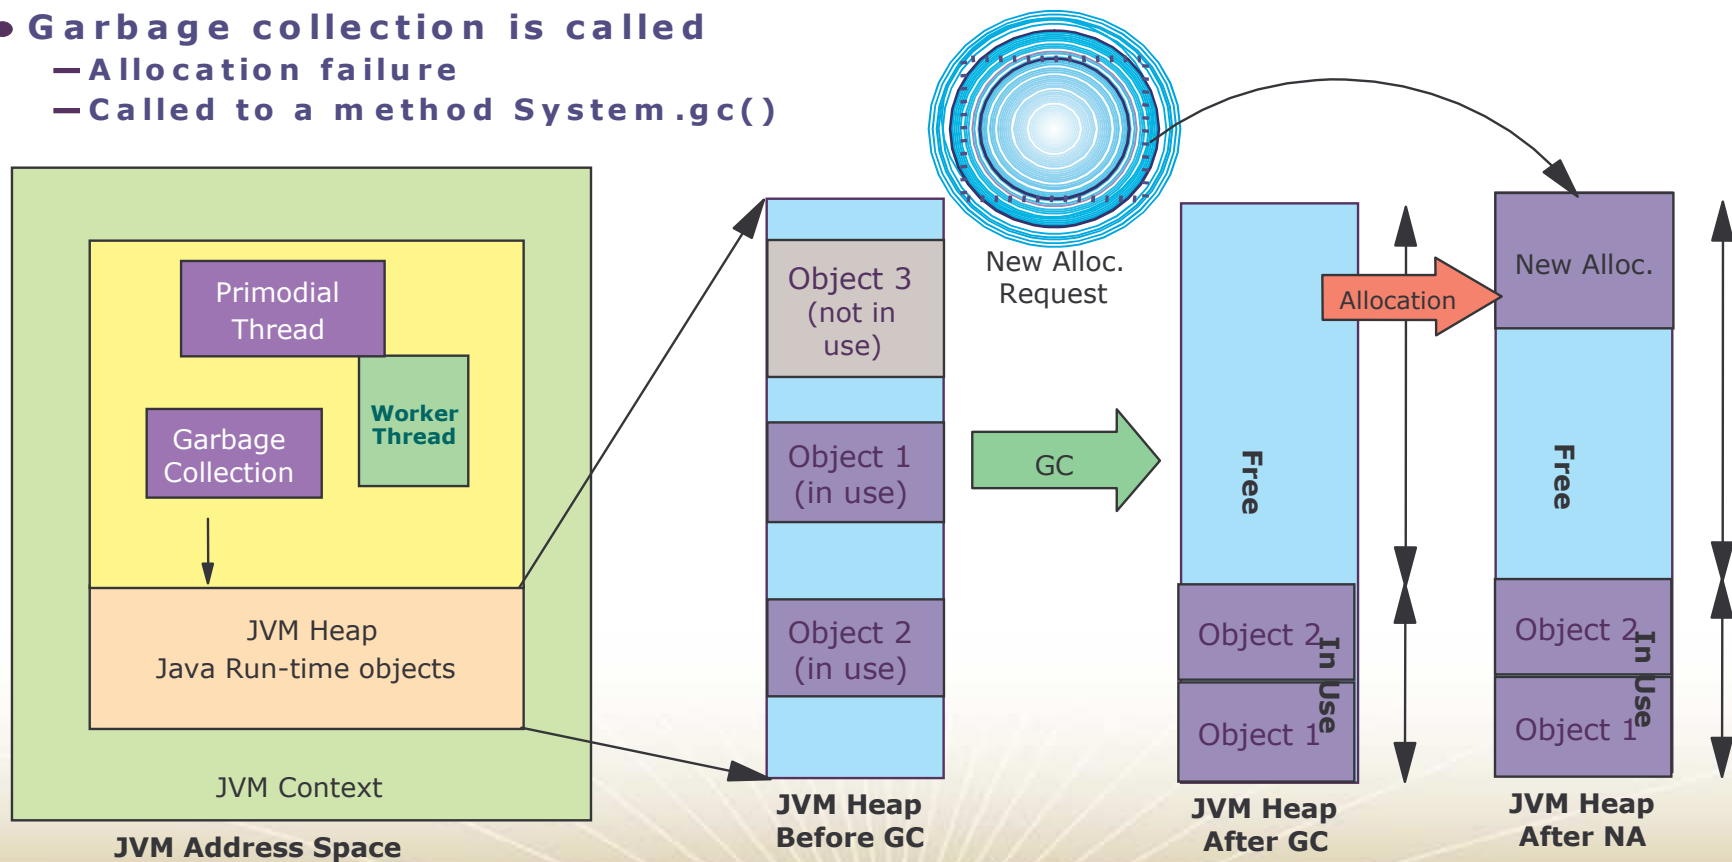 • Garbage collection is called
— Allocation failure
— Called to a method System.gc()
Primodial
Thread
Worker
Thread
Garbage
Collection
JVM Heap
Java Run-time objects
JVM Context
JVM Address Space
Object 3
(not in
use)
Object 1
(in use)
Object 2
(in use)
JVM Heap
Before GC
New Alloc.
Request
GC
Free
Object 2
Object 1
In Use
JVM Heap
After GC
Allocation
New Alloc.
Free
Object 2
Object 1
In Use
JVM Heap
After NA